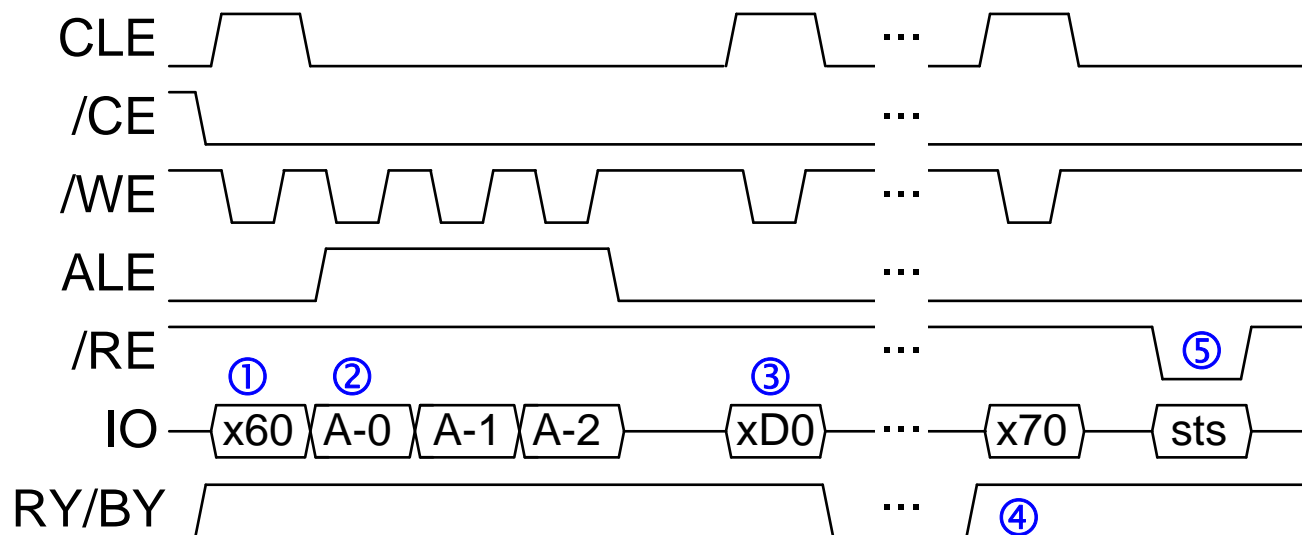 CLE ... 
/CE ...
/WE ...
ALE ...
/RE ... ⑤
① ② ③
IO x60 A-0 A-1 A-2 xD0 ... x70 sts
RY/BY ... ④